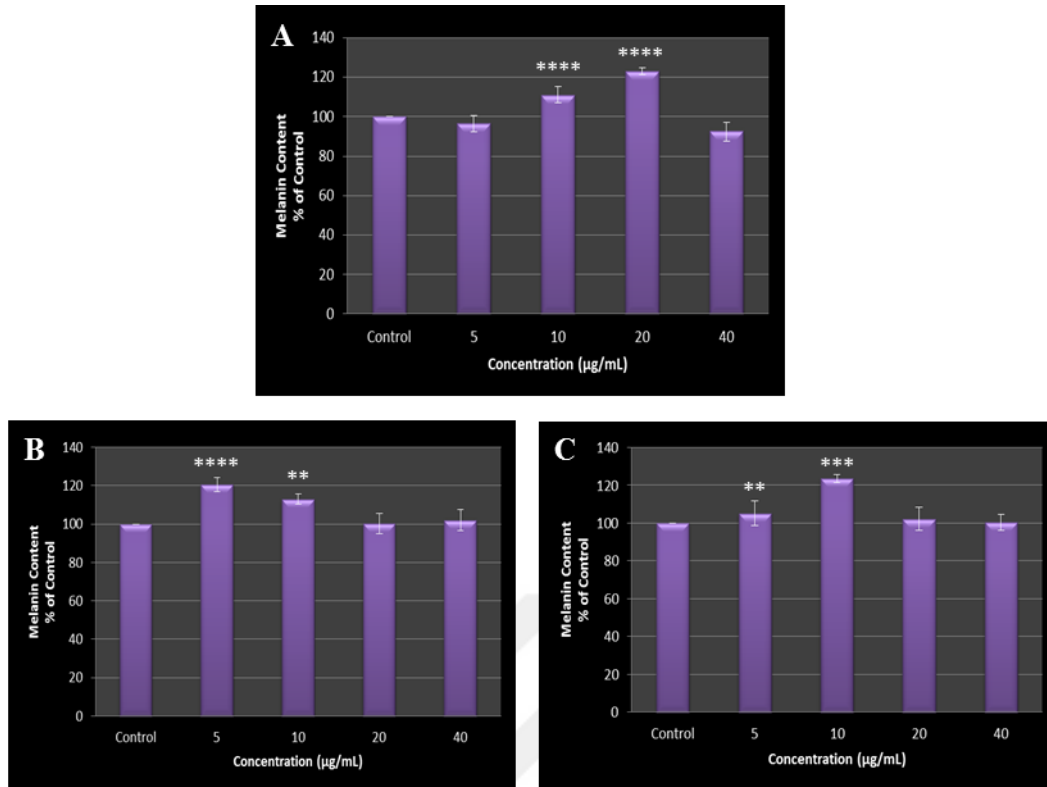 A
140
120
100
80
60
40
20
0
Melanin Content
% of Control
****
****
Control 5 10 20 40
Concentration (µg/mL)
B
140
120
100
80
60
40
20
0
Melanin Content
% of Control
****
**
Control 5 10 20 40
Concentration (µg/mL)
C
140
120
100
80
60
40
20
0
Melanin Content
% of Control
**
***
Control 5 10 20 40
Concentration (µg/mL)